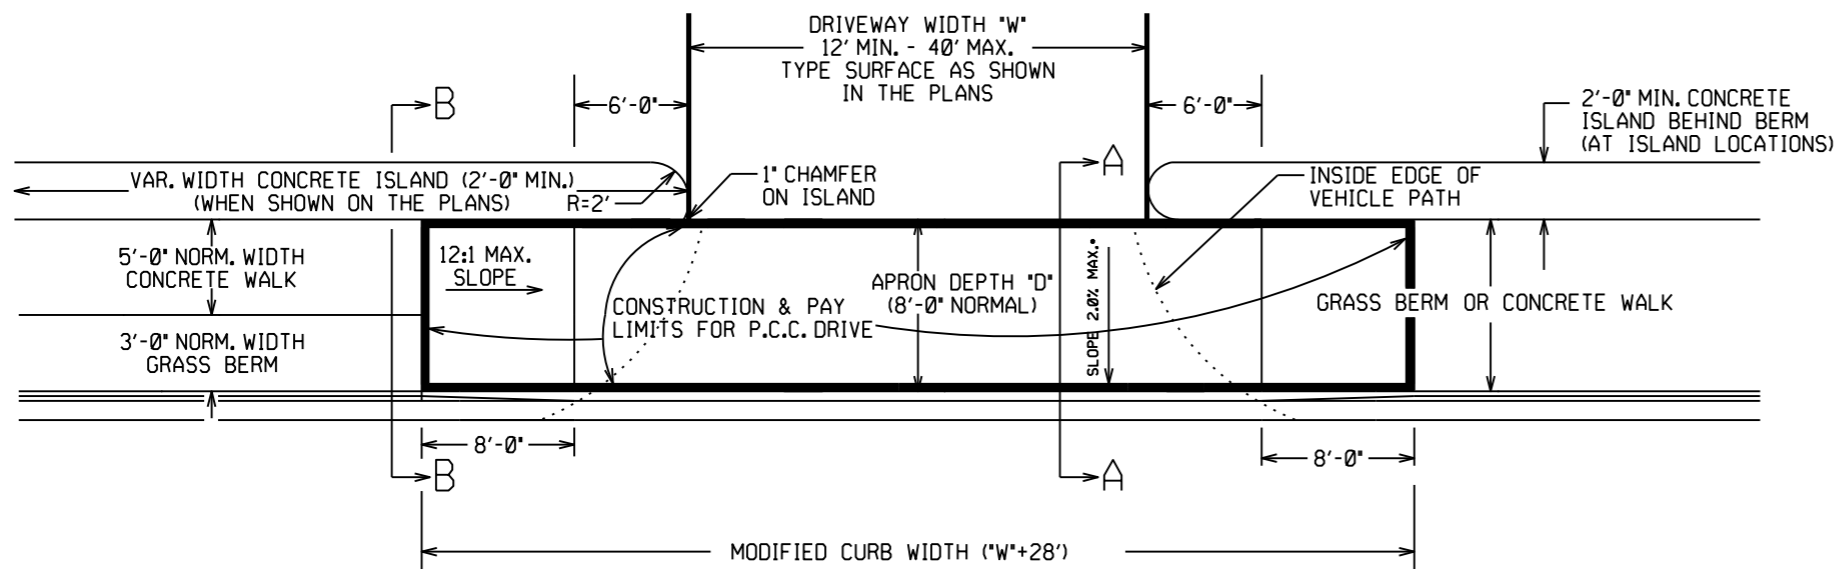 DRIVEWAY WIDTH "W"
12' MIN. - 40' MAX.
TYPE SURFACE AS SHOWN
IN THE PLANS
B
6'-0"
6'-0"
2'-0" MIN. CONCRETE
ISLAND BEHIND BERM
(AT ISLAND LOCATIONS)
A
VAR. WIDTH CONCRETE ISLAND (2'-0" MIN.)
(WHEN SHOWN ON THE PLANS)
R=2'
1" CHAMFER
ON ISLAND
INSIDE EDGE OF
VEHICLE PATH
5'-0" NORM. WIDTH
CONCRETE WALK
12:1 MAX.
SLOPE
CONSTRUCTION & PAY
LIMITS FOR P.C.C. DRIVE
APRON DEPTH "D"
(8'-0" NORMAL)
SLOPE 2.0% MAX.*
GRASS BERM OR CONCRETE WALK
3'-0" NORM. WIDTH
GRASS BERM
8'-0"
8'-0"
B
A
MODIFIED CURB WIDTH ("W"+28')